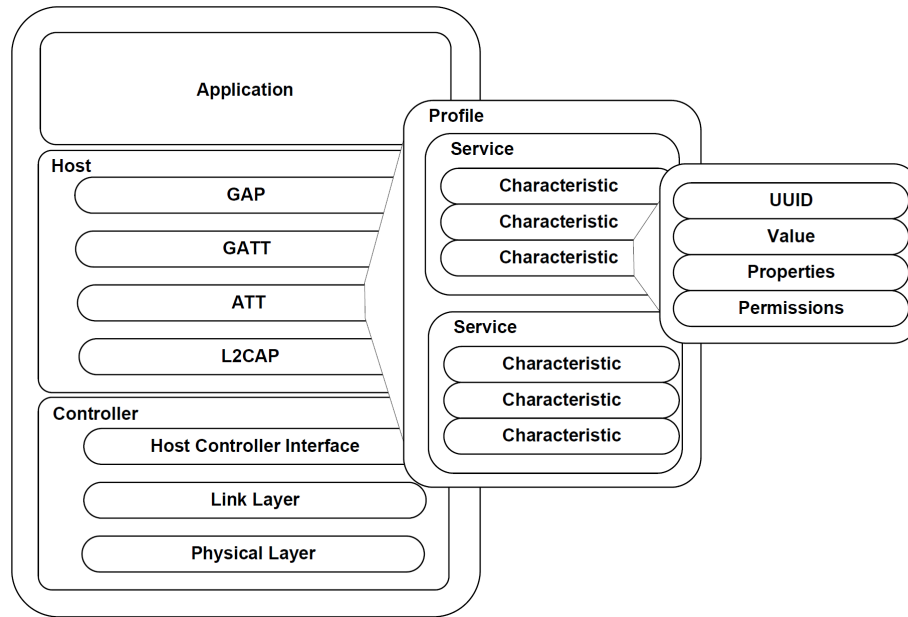 Application
Host
GAP
GATT
ATT
L2CAP
Controller
Host Controller Interface
Link Layer
Physical Layer
Profile
Service
Characteristic
Characteristic
Characteristic
Service
Characteristic
Characteristic
Characteristic
UUID
Value
Properties
Permissions